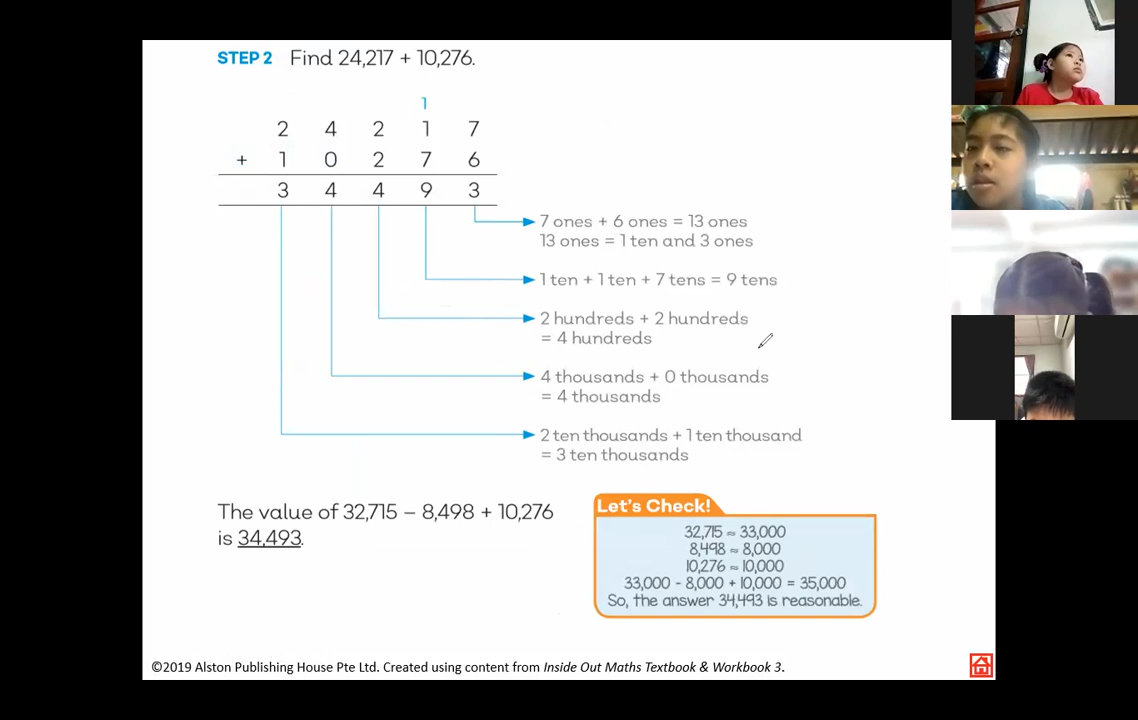 STEP 2 Find 24,217 + 10,276.
1
2 4 2 1 7
+ 1 0 2 7 6
3 4 4 9 3
7 ones + 6 ones = 13 ones
13 ones = 1 ten and 3 ones
1 ten + 1 ten + 7 tens = 9 tens
2 hundreds + 2 hundreds
= 4 hundreds
4 thousands + 0 thousands
= 4 thousands
2 ten thousands + 1 ten thousand
= 3 ten thousands
The value of 32,715 – 8,498 + 10,276
is 34,493.
Let's Check!
32,715 ≈ 33,000
8,498 ≈ 8,000
10,276 ≈ 10,000
33,000 - 8,000 + 10,000 = 35,000
So, the answer 34,493 is reasonable.
©2019 Alston Publishing House Pte Ltd. Created using content from Inside Out Maths Textbook & Workbook 3.